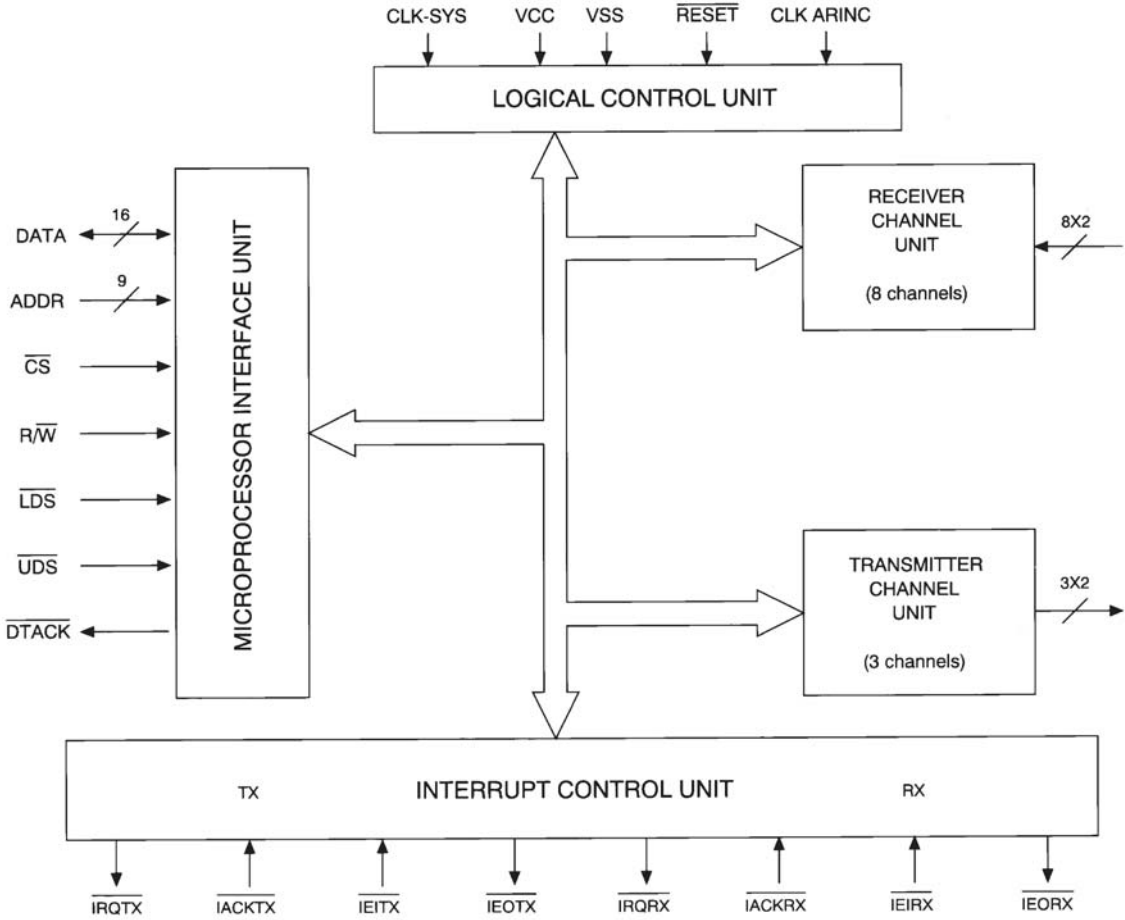 CLK-SYS VCC VSS RESET CLK ARINC
LOGICAL CONTROL UNIT
MICROPROCESSOR INTERFACE UNIT
DATA 16
ADDR 9
CS
R/W
LDS
UDS
DTACK
RECEIVER
CHANNEL
UNIT
(8 channels)
8X2
TRANSMITTER
CHANNEL
UNIT
(3 channels)
3X2
TX INTERRUPT CONTROL UNIT RX
IRQTX IACKTX IEITX IEOTX IRQRX IACKRX IEIRX IEORX